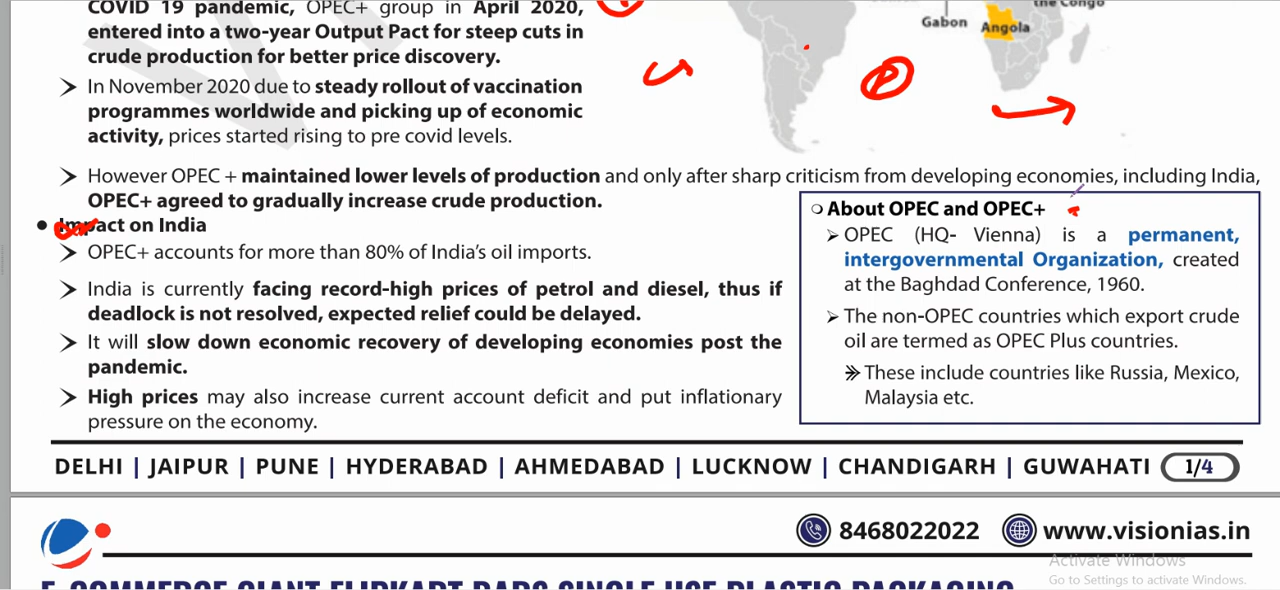 COVID 19 pandemic, OPEC+ group in April 2020,
entered into a two-year Output Pact for steep cuts in
crude production for better price discovery.
the Congo
Gabon
Angola
➤ In November 2020 due to steady rollout of vaccination
programmes worldwide and picking up of economic
activity, prices started rising to pre covid levels.
➤ However OPEC + maintained lower levels of production and only after sharp criticism from developing economies, including India,
OPEC+ agreed to gradually increase crude production.
• Impact on India
➤ OPEC+ accounts for more than 80% of India's oil imports.
➤ India is currently facing record-high prices of petrol and diesel, thus if
deadlock is not resolved, expected relief could be delayed.
➤ It will slow down economic recovery of developing economies post the
pandemic.
➤ High prices may also increase current account deficit and put inflationary
pressure on the economy.
○ About OPEC and OPEC+
➤ OPEC (HQ- Vienna) is a permanent,
intergovernmental Organization, created
at the Baghdad Conference, 1960.
➤ The non-OPEC countries which export crude
oil are termed as OPEC Plus countries.
These include countries like Russia, Mexico,
Malaysia etc.
DELHI | JAIPUR | PUNE | HYDERABAD | AHMEDABAD | LUCKNOW | CHANDIGARH | GUWAHATI 1/4
8468022022 www.visionias.in
Activate Windows
Go to Settings to activate Windows.
E-COMMERCE GIANT FLIPKART BARS SINGLE USE PLASTIC PACKAGING